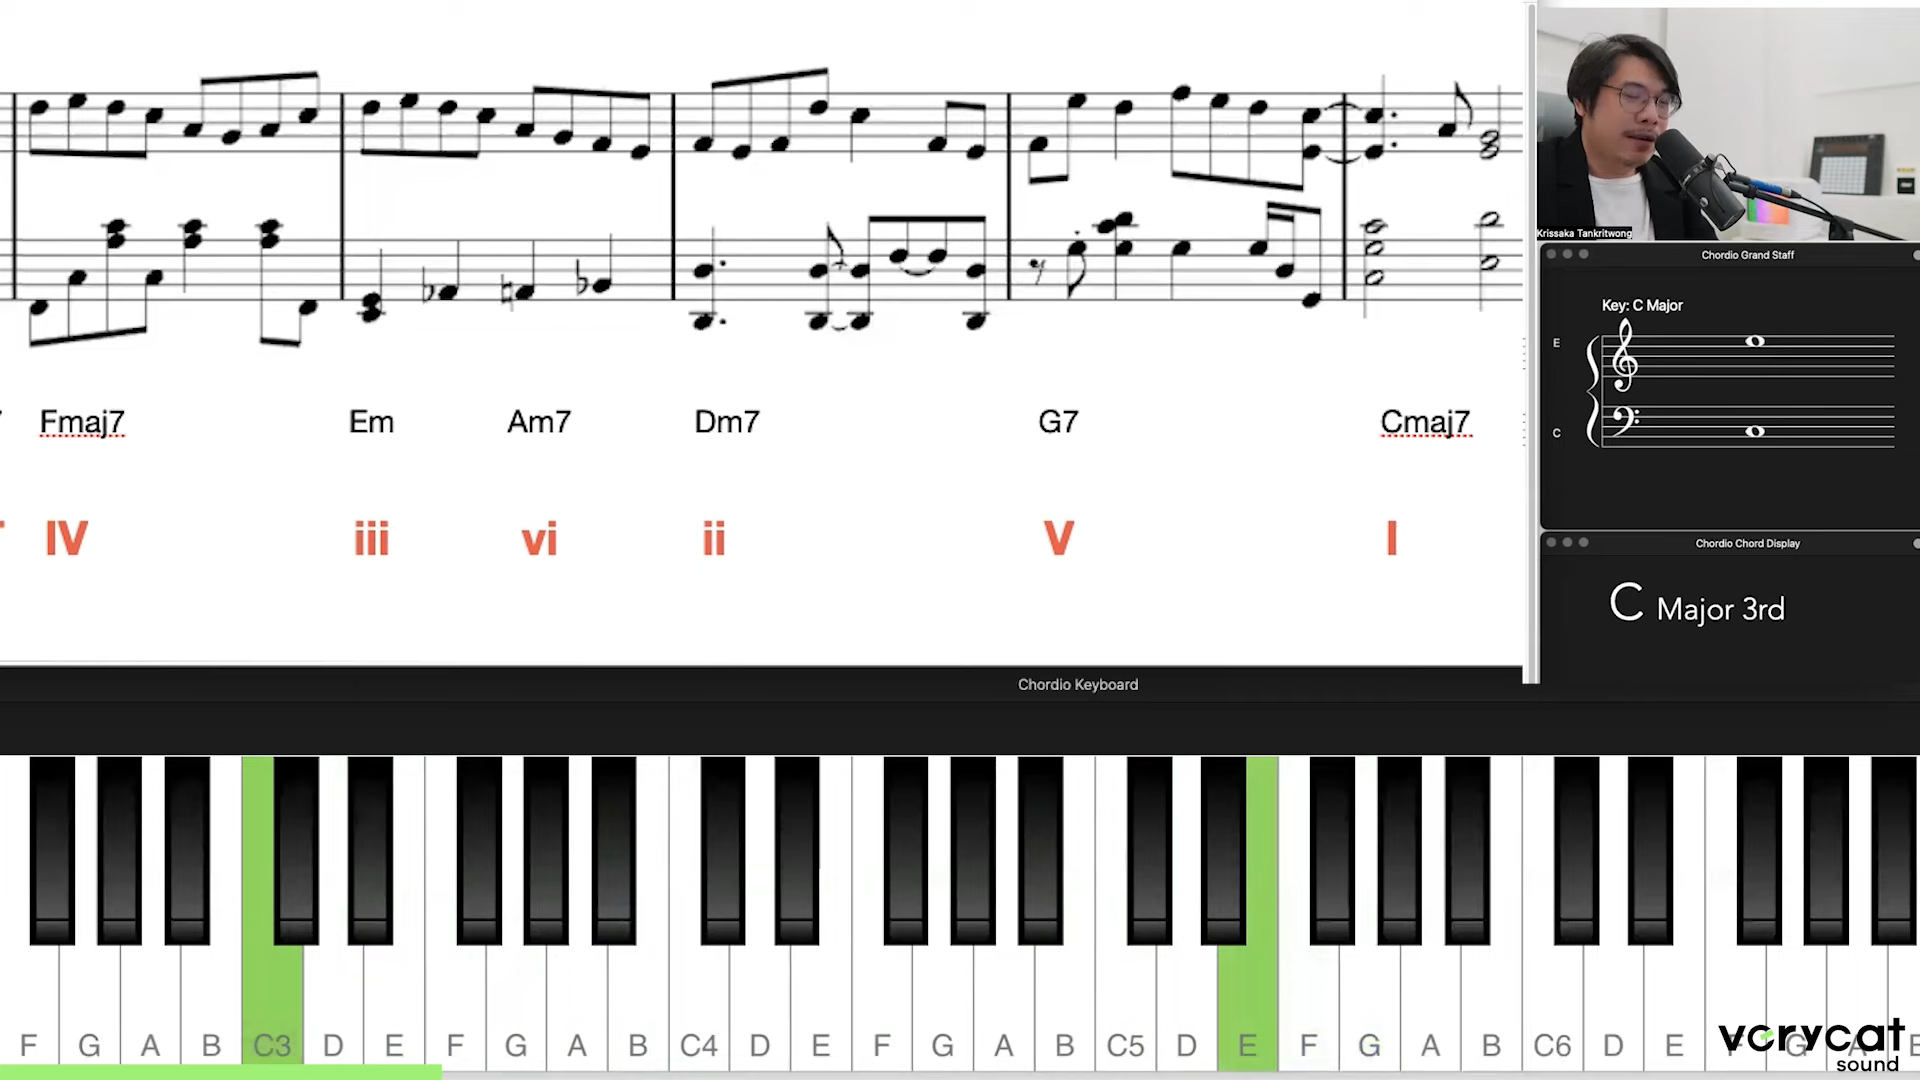 Krissaka Tankritwong
Chordio Grand Staff
Key: C Major
E
C
Fmaj7 Em Am7 Dm7 G7 Cmaj7
IV iii vi ii V I
Chordio Chord Display
C Major 3rd
Chordio Keyboard
F G A B C3 D E F G A B C4 D E F G A B C5 D E F G A B C6 D E F G A E
verycat
sound